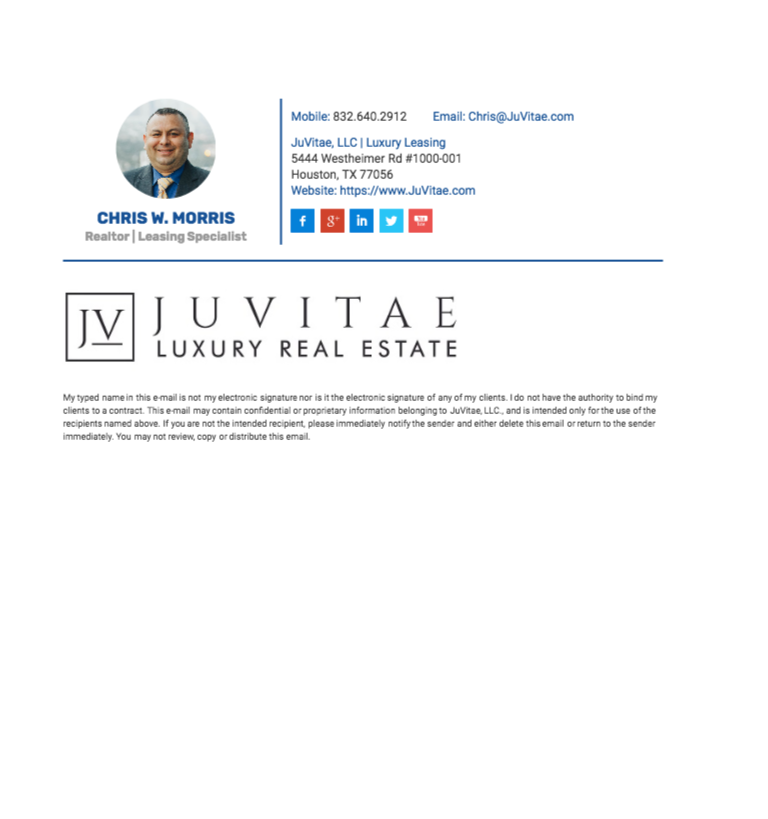 Mobile: 832.640.2912 Email: Chris@JuVitae.com
JuVitae, LLC | Luxury Leasing
5444 Westheimer Rd #1000-001
Houston, TX 77056
Website: https://www.JuVitae.com
CHRIS W. MORRIS
Realtor | Leasing Specialist
f g+ in You Tube
JV JUVITAE
LUXURY REAL ESTATE
My typed name in this e-mail is not my electronic signature nor is it the electronic signature of any of my clients. I do not have the authority to bind my
clients to a contract. This e-mail may contain confidential or proprietary information belonging to JuVitae, LLC., and is intended only for the use of the
recipients named above. If you are not the intended recipient, please immediately notify the sender and either delete this email or return to the sender
immediately. You may not review, copy or distribute this email.